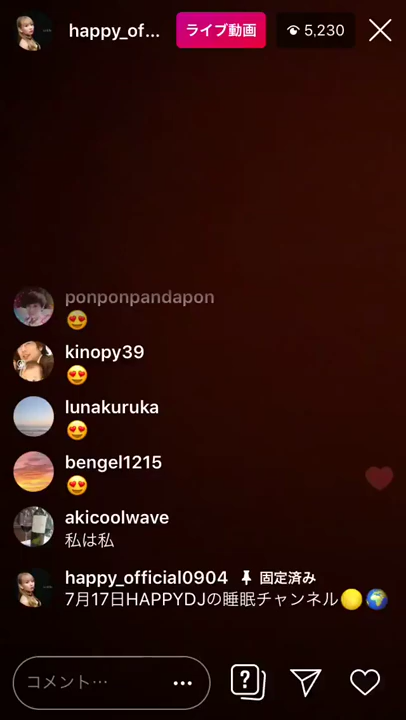 happy_of...
ライブ動画
5,230
ponponpandapon
😍
kinopy39
😍
lunakuruka
😍
bengel1215
😍
akicoolwave
私は私
happy_official0904 固定済み
7月17日HAPPYDJの睡眠チャンネル🌕🌍
コメント…